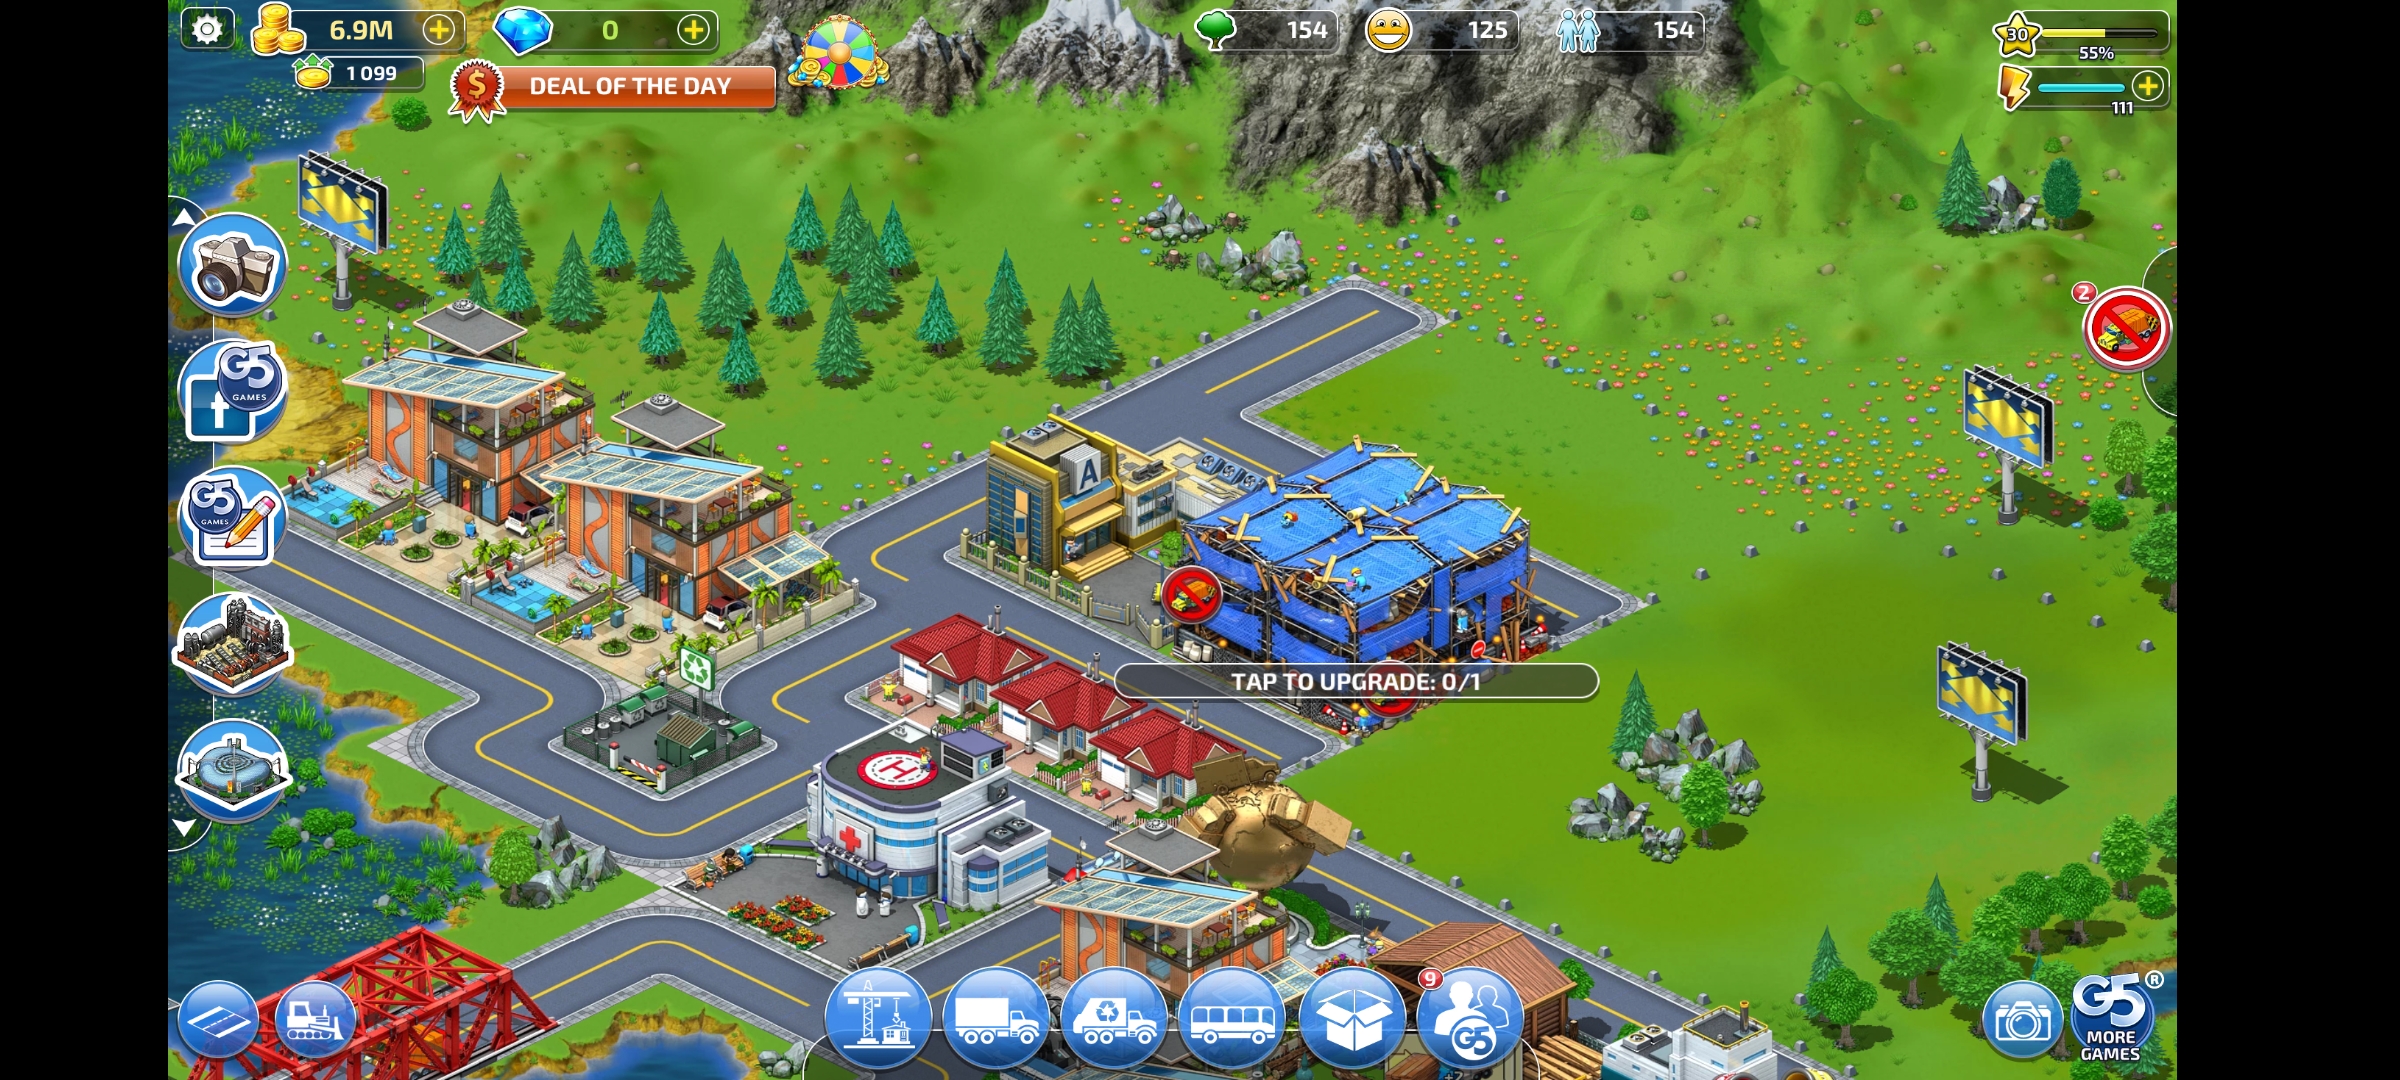 6.9M
0
154
125
154
30
55%
1 099
DEAL OF THE DAY
111
G5
GAMES
f
G5
GAMES
2
A
TAP TO UPGRADE: 0/1
H
A
9
G5
G5®
MORE
GAMES